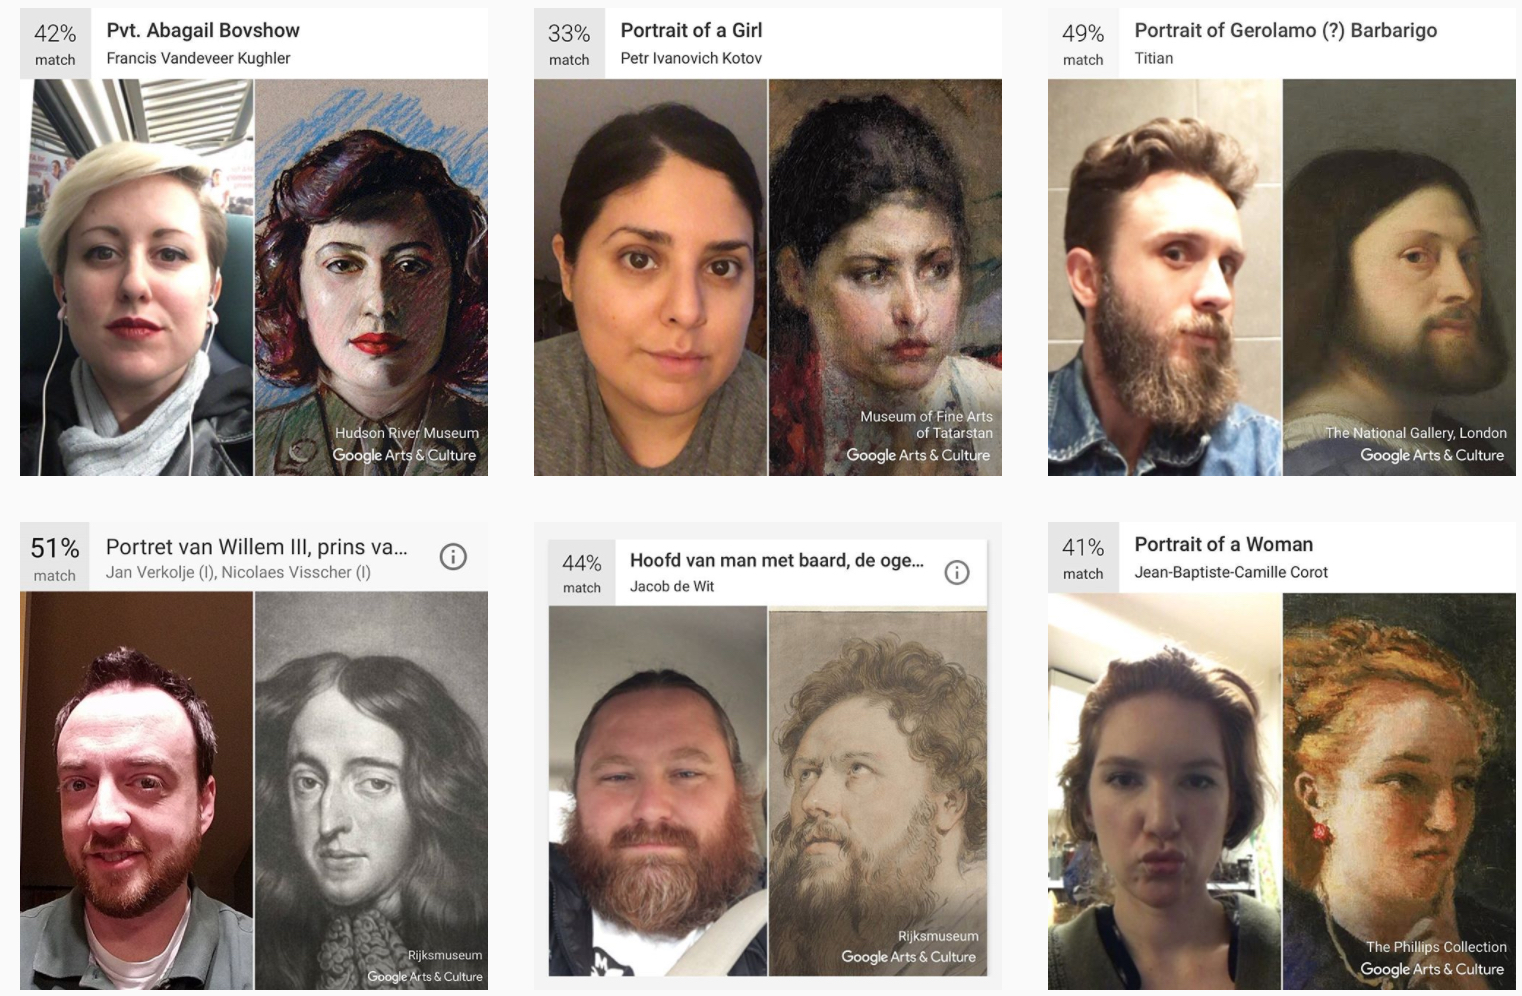 42%
match
Pvt. Abagail Bovshow
Francis Vandeveer Kughler
Hudson River Museum
Google Arts & Culture
33%
match
Portrait of a Girl
Petr Ivanovich Kotov
Museum of Fine Arts
of Tatarstan
Google Arts & Culture
49%
match
Portrait of Gerolamo (?) Barbarigo
Titian
The National Gallery, London
Google Arts & Culture
51%
match
Portret van Willem III, prins va...
Jan Verkolje (I), Nicolaes Visscher (I)
Rijksmuseum
Google Arts & Culture
44%
match
Hoofd van man met baard, de oge...
Jacob de Wit
Rijksmuseum
Google Arts & Culture
41%
match
Portrait of a Woman
Jean-Baptiste-Camille Corot
The Phillips Collection
Google Arts & Culture